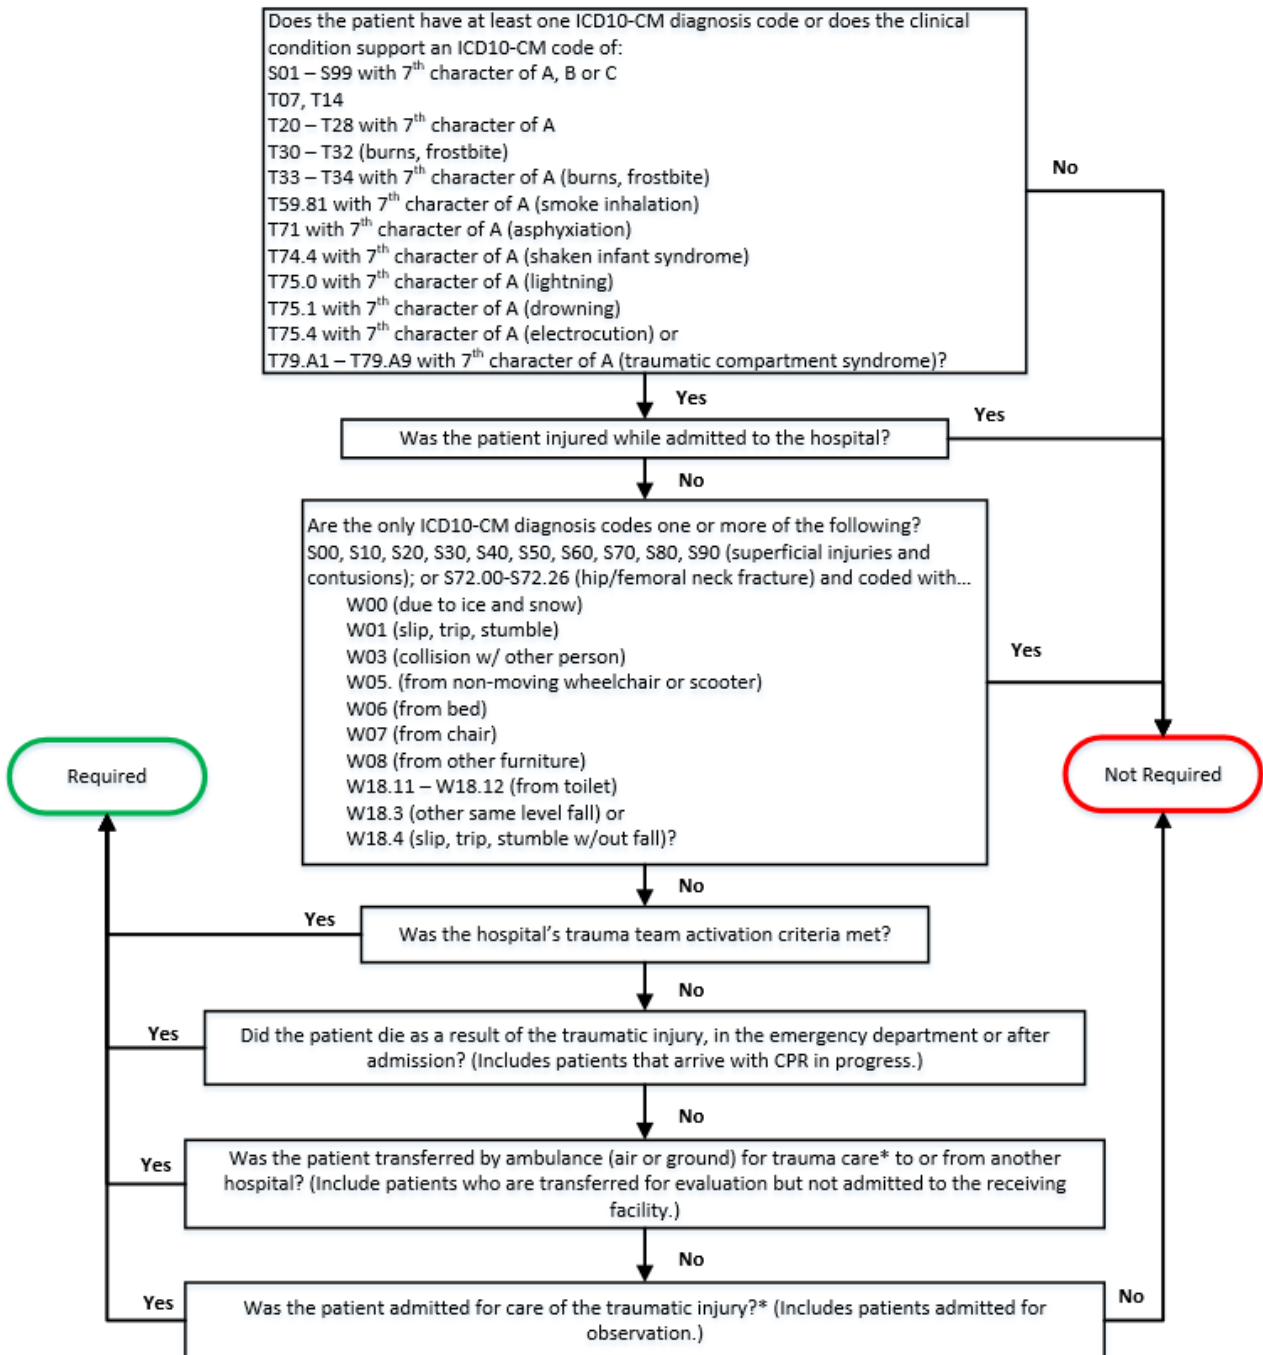 Does the patient have at least one ICD10-CM diagnosis code or does the clinical
condition support an ICD10-CM code of:
S01 – S99 with 7th character of A, B or C
T07, T14
T20 – T28 with 7th character of A
T30 – T32 (burns, frostbite)
T33 – T34 with 7th character of A (burns, frostbite)
T59.81 with 7th character of A (smoke inhalation)
T71 with 7th character of A (asphyxiation)
T74.4 with 7th character of A (shaken infant syndrome)
T75.0 with 7th character of A (lightning)
T75.1 with 7th character of A (drowning)
T75.4 with 7th character of A (electrocution) or
T79.A1 – T79.A9 with 7th character of A (traumatic compartment syndrome)?
No
Yes
Was the patient injured while admitted to the hospital?
Yes
No
Are the only ICD10-CM diagnosis codes one or more of the following?
S00, S10, S20, S30, S40, S50, S60, S70, S80, S90 (superficial injuries and
contusions); or S72.00-S72.26 (hip/femoral neck fracture) and coded with...
W00 (due to ice and snow)
W01 (slip, trip, stumble)
W03 (collision w/ other person)
W05. (from non-moving wheelchair or scooter)
W06 (from bed)
W07 (from chair)
W08 (from other furniture)
W18.11 – W18.12 (from toilet)
W18.3 (other same level fall) or
W18.4 (slip, trip, stumble w/out fall)?
Yes
Required
Not Required
No
Yes
Was the hospital's trauma team activation criteria met?
No
Yes
Did the patient die as a result of the traumatic injury, in the emergency department or after
admission? (Includes patients that arrive with CPR in progress.)
No
Yes
Was the patient transferred by ambulance (air or ground) for trauma care* to or from another
hospital? (Include patients who are transferred for evaluation but not admitted to the receiving
facility.)
No
Yes
Was the patient admitted for care of the traumatic injury?* (Includes patients admitted for
observation.)
No